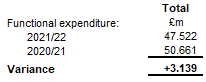 Total
Functional expenditure: £m
2021/22 47.522
2020/21 50.661
Variance +3.139